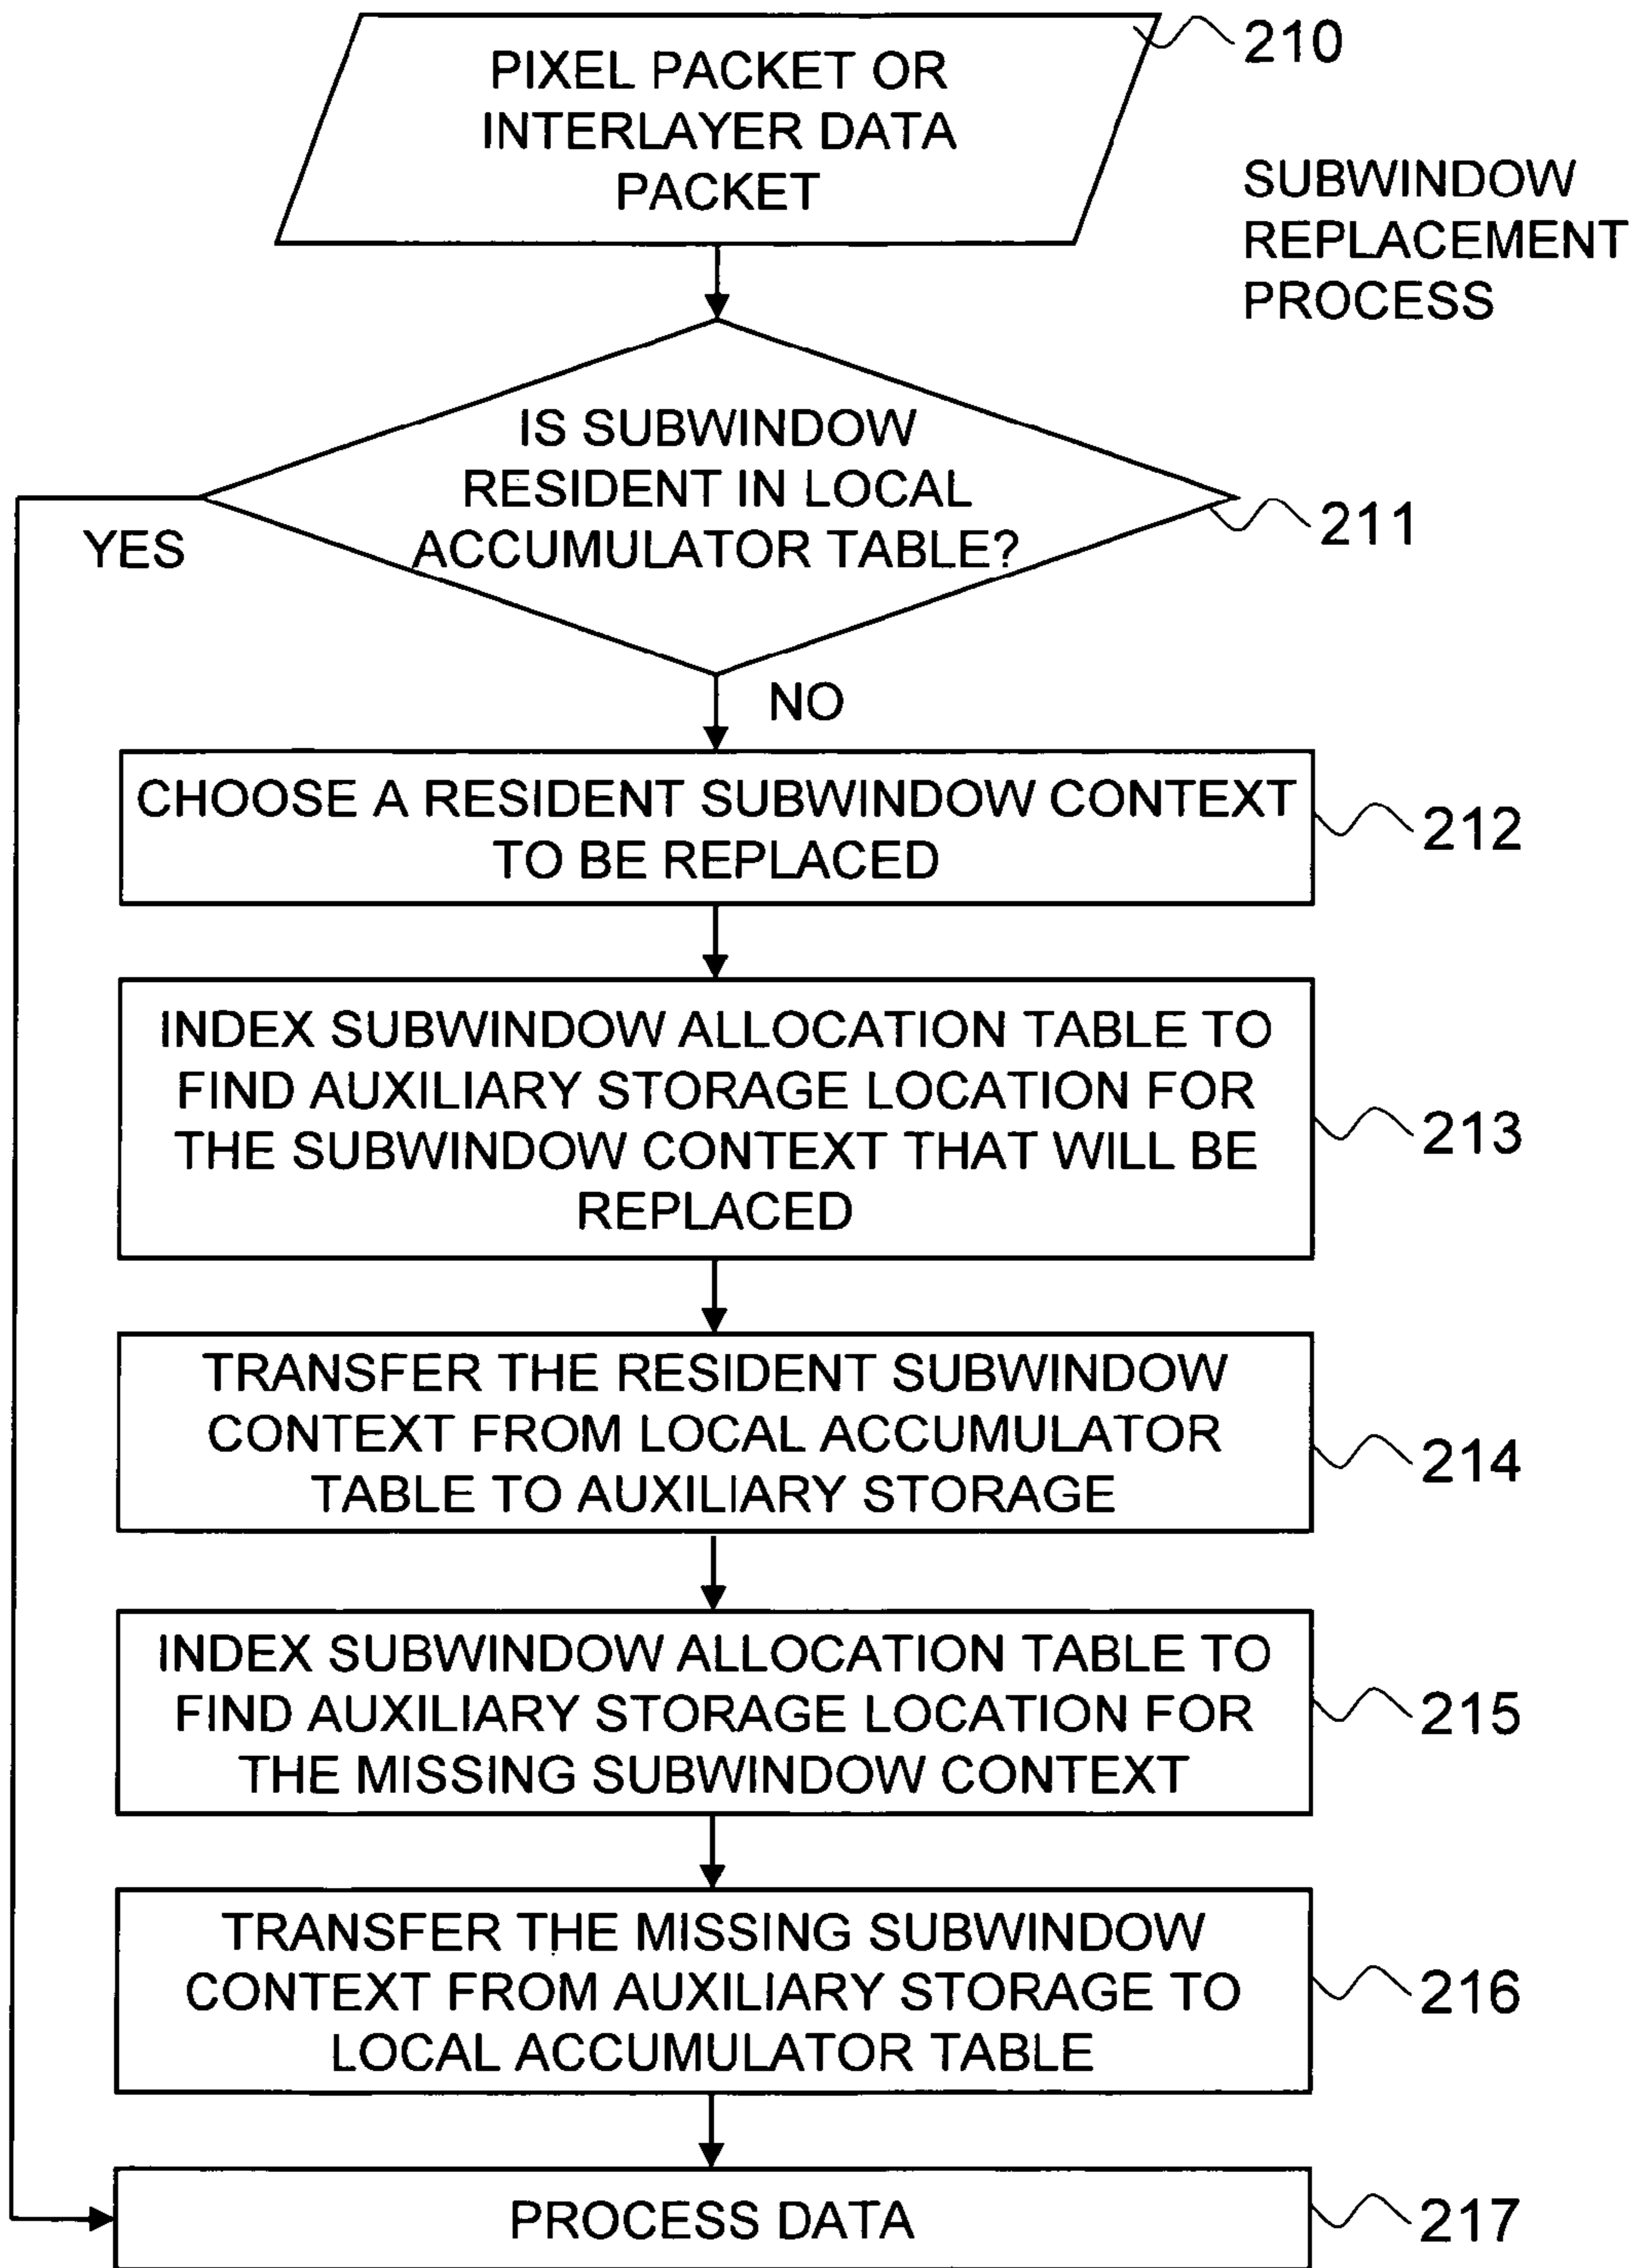 PIXEL PACKET OR
INTERLAYER DATA
PACKET
210
SUBWINDOW
REPLACEMENT
PROCESS
IS SUBWINDOW
RESIDENT IN LOCAL
ACCUMULATOR TABLE?
211
YES
NO
CHOOSE A RESIDENT SUBWINDOW CONTEXT
TO BE REPLACED
212
INDEX SUBWINDOW ALLOCATION TABLE TO
FIND AUXILIARY STORAGE LOCATION FOR
THE SUBWINDOW CONTEXT THAT WILL BE
REPLACED
213
TRANSFER THE RESIDENT SUBWINDOW
CONTEXT FROM LOCAL ACCUMULATOR
TABLE TO AUXILIARY STORAGE
214
INDEX SUBWINDOW ALLOCATION TABLE TO
FIND AUXILIARY STORAGE LOCATION FOR
THE MISSING SUBWINDOW CONTEXT
215
TRANSFER THE MISSING SUBWINDOW
CONTEXT FROM AUXILIARY STORAGE TO
LOCAL ACCUMULATOR TABLE
216
PROCESS DATA
217